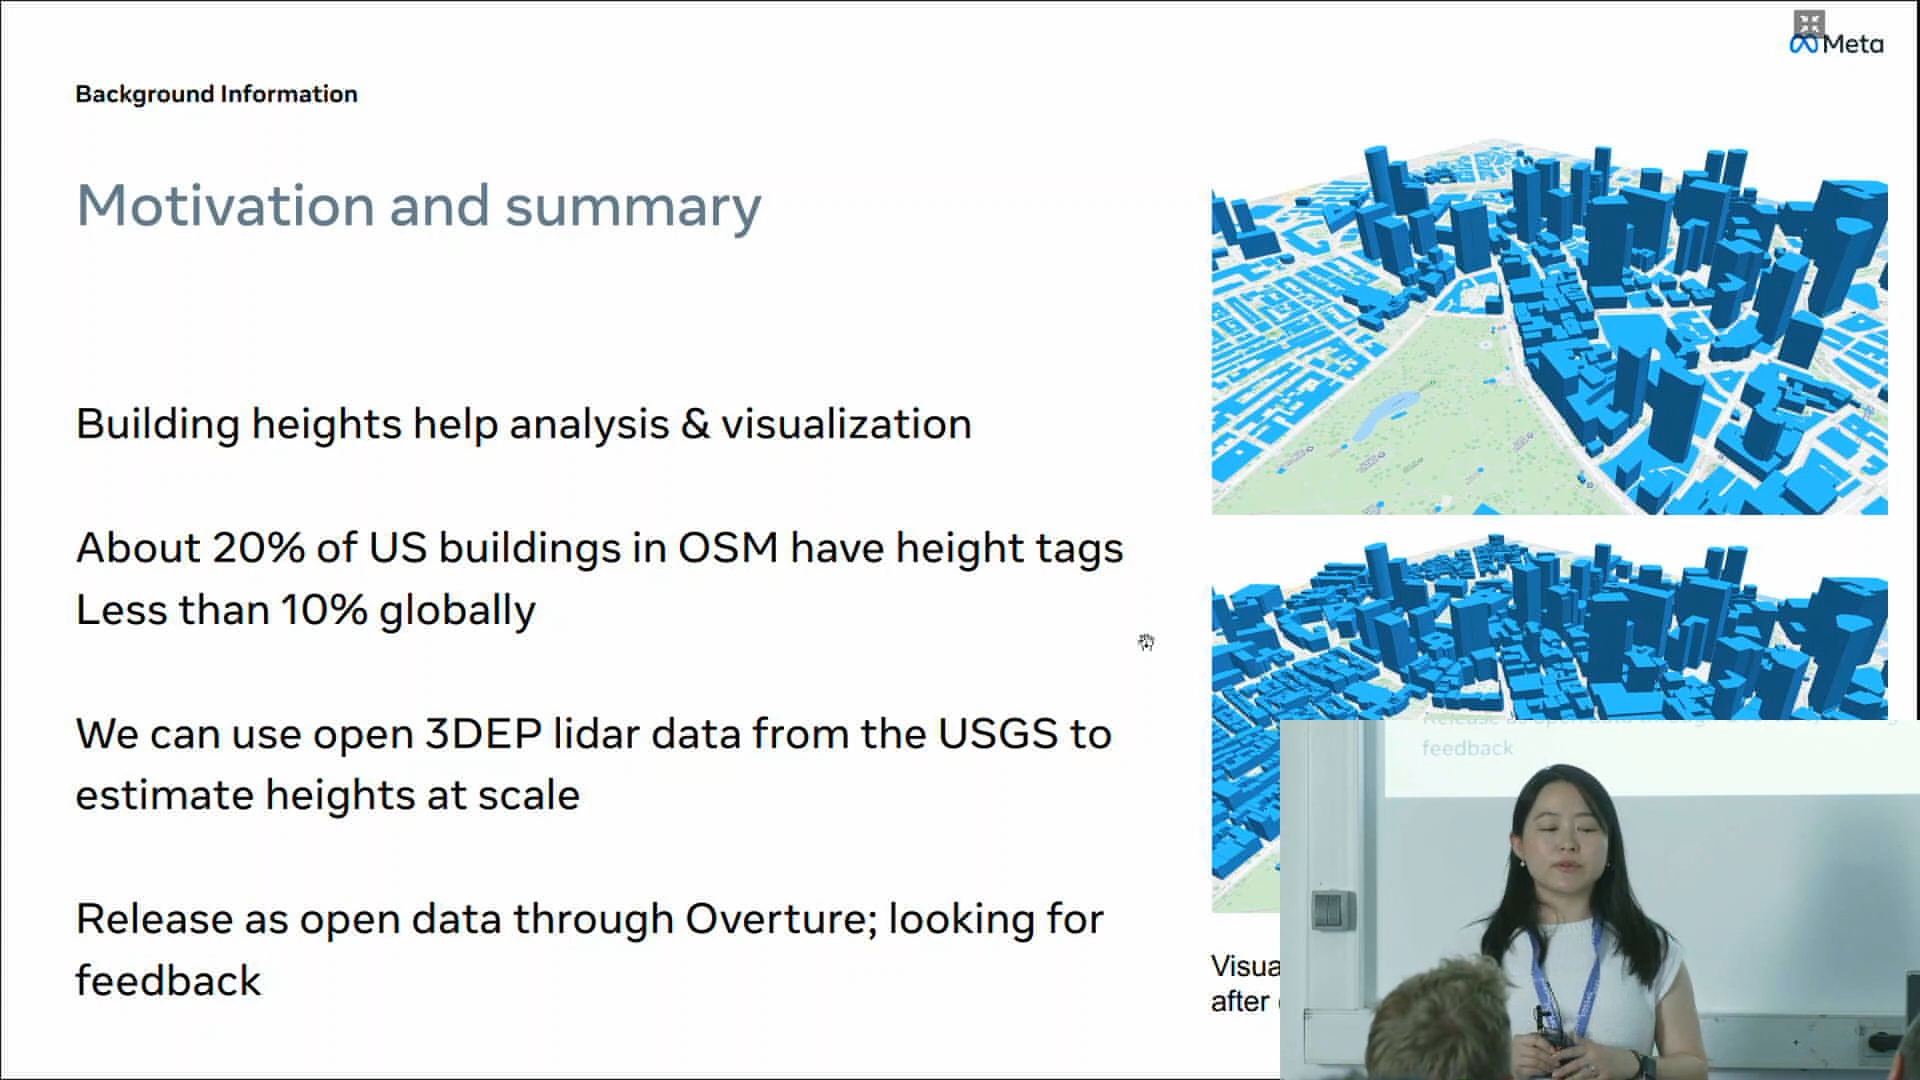 Meta
Background Information
Motivation and summary
Building heights help analysis & visualization
About 20% of US buildings in OSM have height tags
Less than 10% globally
We can use open 3DEP lidar data from the USGS to
estimate heights at scale
Release as open data through Overture; looking for
feedback
after
feedback